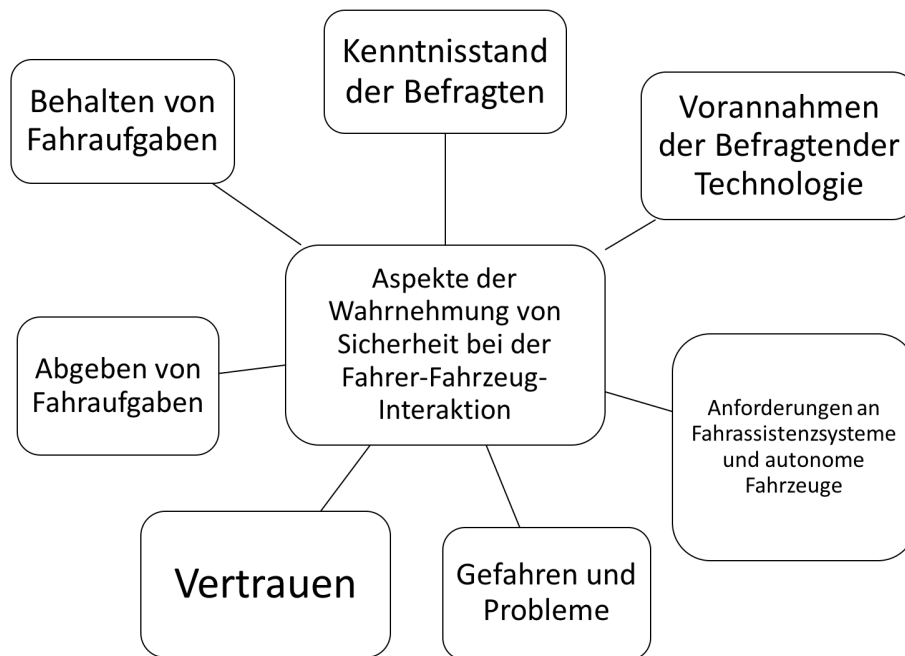 Kenntnisstand
der Befragten
Behalten von
Fahraufgaben
Vorannahmen
der Befragtender
Technologie
Aspekte der
Wahrnehmung von
Sicherheit bei der
Fahrer-Fahrzeug-
Interaktion
Abgeben von
Fahraufgaben
Anforderungen an
Fahrassistenzsysteme
und autonome
Fahrzeuge
Vertrauen
Gefahren und
Probleme